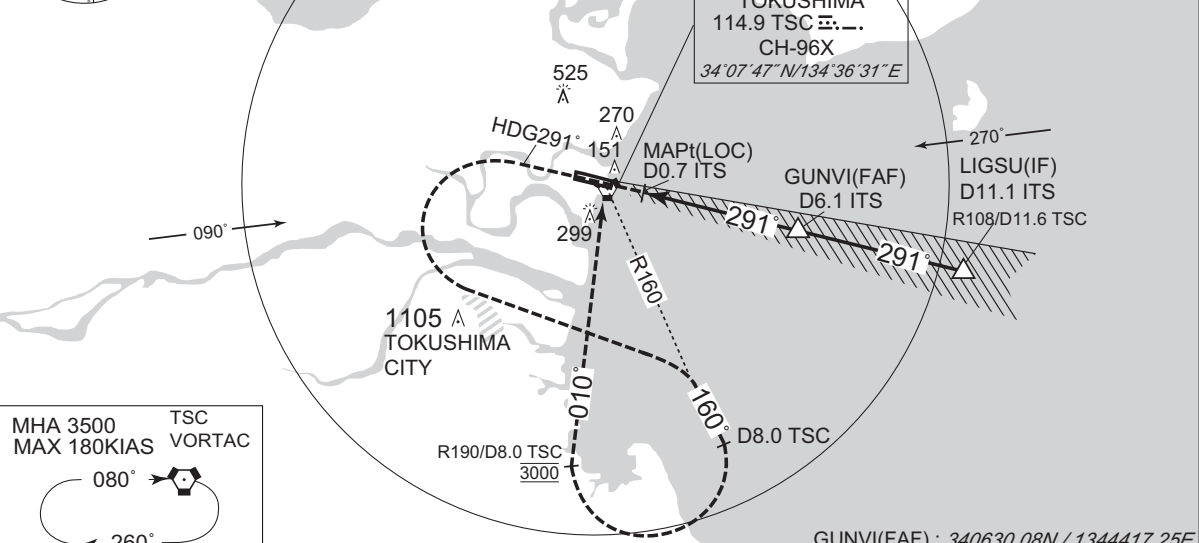 TOKUSHIMA
114.9 TSC
CH-96X
34°07′47″N/134°36′31″E
525
270
HDG291°
151
MAPt(LOC)
D0.7 ITS
270°
LIGSU(IF)
D11.1 ITS
R108/D11.6 TSC
GUNVI(FAF)
D6.1 ITS
291°
291°
090°
299
R160
1105
TOKUSHIMA
CITY
010°
160°
D8.0 TSC
R190/D8.0 TSC
3000
MHA 3500
MAX 180KIAS
TSC
VORTAC
080°
260°
GUNVI(FAF) : 340630.08N / 1344417.25E